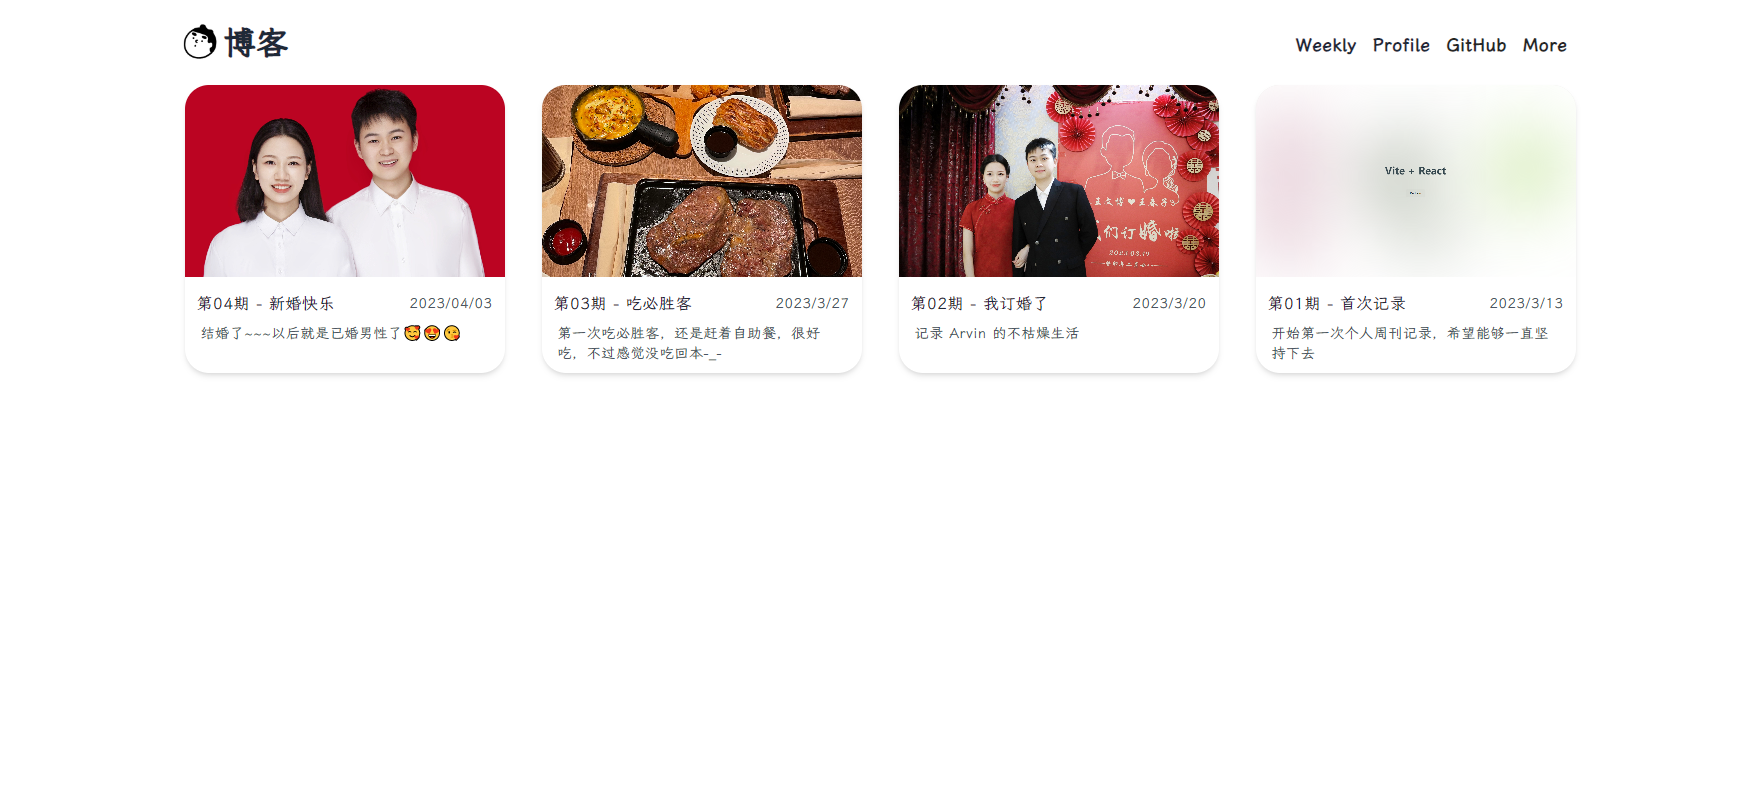 博客
Weekly Profile GitHub More
Vite + React
们订婚啦
2023.03.19
第04期 - 新婚快乐 2023/04/03
结婚了~~~以后就是已婚男性了🥰😍😘
第03期 - 吃必胜客 2023/3/27
第一次吃必胜客，还是赶着自助餐，很好
吃，不过感觉没吃回本-_-
第02期 - 我订婚了 2023/3/20
记录 Arvin 的不枯燥生活
第01期 - 首次记录 2023/3/13
开始第一次个人周刊记录，希望能够一直坚
持下去